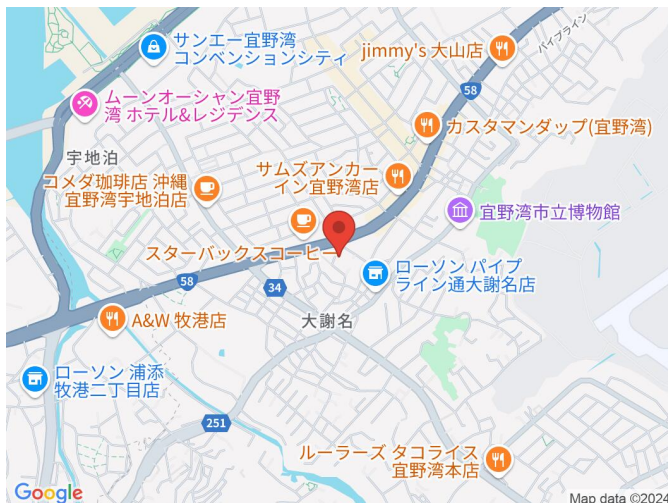 サンエー宜野湾
コンベンションシティ
jimmy's 大山店
パイプライン
58
ムーンオーシャン宜野
湾 ホテル&レジデンス
カスタマンダップ(宜野湾)
宇地泊
コメダ珈琲店 沖縄
宜野湾宇地泊店
サムズアンカー
イン宜野湾店
宜野湾市立博物館
スターバックスコーヒー
ローソン パイプ
ライン通大謝名店
58
34
A&W 牧港店
大謝名
ローソン 浦添
牧港二丁目店
251
ルーラーズ タコライス
宜野湾本店
Google
Map data ©2024